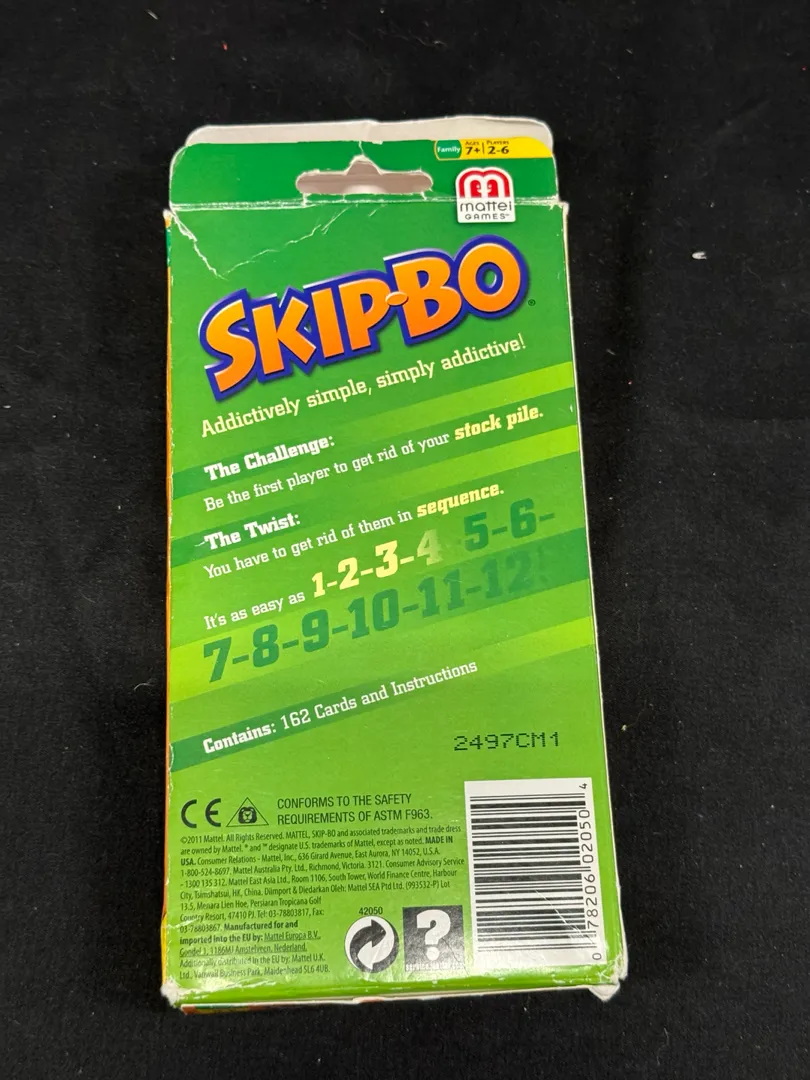 Family AGES 7+ PLAYERS 2-6
mattel
GAMES™
SKIP-BO®
Addictively simple, simply addictive!
The Challenge:
Be the first player to get rid of your stock pile.
The Twist:
You have to get rid of them in sequence.
It's as easy as 1-2-3-4 5-6-
7-8-9-10-11-12!
Contains: 162 Cards and Instructions
2497CM1
CE
CONFORMS TO THE SAFETY
REQUIREMENTS OF ASTM F963.
©2011 Mattel. All Rights Reserved. MATTEL, SKIP-BO and associated trademarks and trade dress
are owned by Mattel. ® and ™ designate U.S. trademarks of Mattel, except as noted. MADE IN
USA. Consumer Relations - Mattel, Inc., 636 Girard Avenue, East Aurora, NY 14052, U.S.A.
1-800-524-8697. Mattel Australia Pty. Ltd., Richmond, Victoria. 3121. Consumer Advisory Service
- 1300 135 312. Mattel East Asia Ltd., Room 1106, South Tower, World Finance Centre, Harbour
City, Tsimshatsui, HK, China. Diimport & Diedarkan Oleh: Mattel SEA Ptd Ltd. (993532-P) Lot
13.5, Menara Lien Hoe, Persiaran Tropicana Golf
Country Resort, 47410 PJ. Tel: 03-78803817, Fax:
03-78803867. Manufactured for and
imported into the EU by: Mattel Europa B.V.,
Gondel 1, 1186MJ Amstelveen, Nederland.
Additionally distributed in the EU by: Mattel U.K.
Ltd., Vanwall Business Park, Maidenhead SL6 4UB.
42050
?
service.mattel.com
0 78206 02050 4